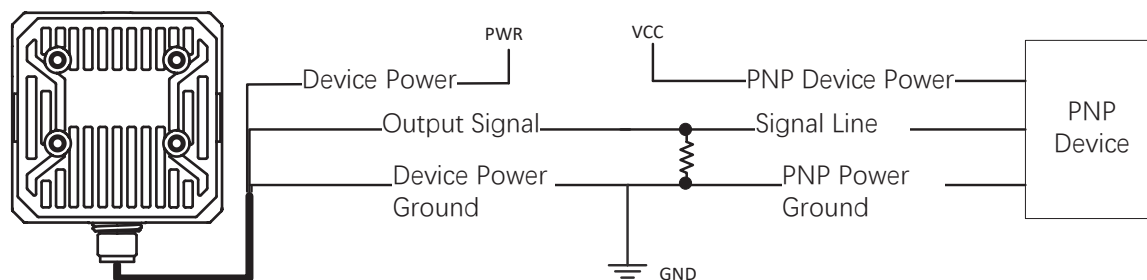 PWR
VCC
Device Power
PNP Device Power
Output Signal
Signal Line
PNP
Device
Device Power
Ground
PNP Power
Ground
GND